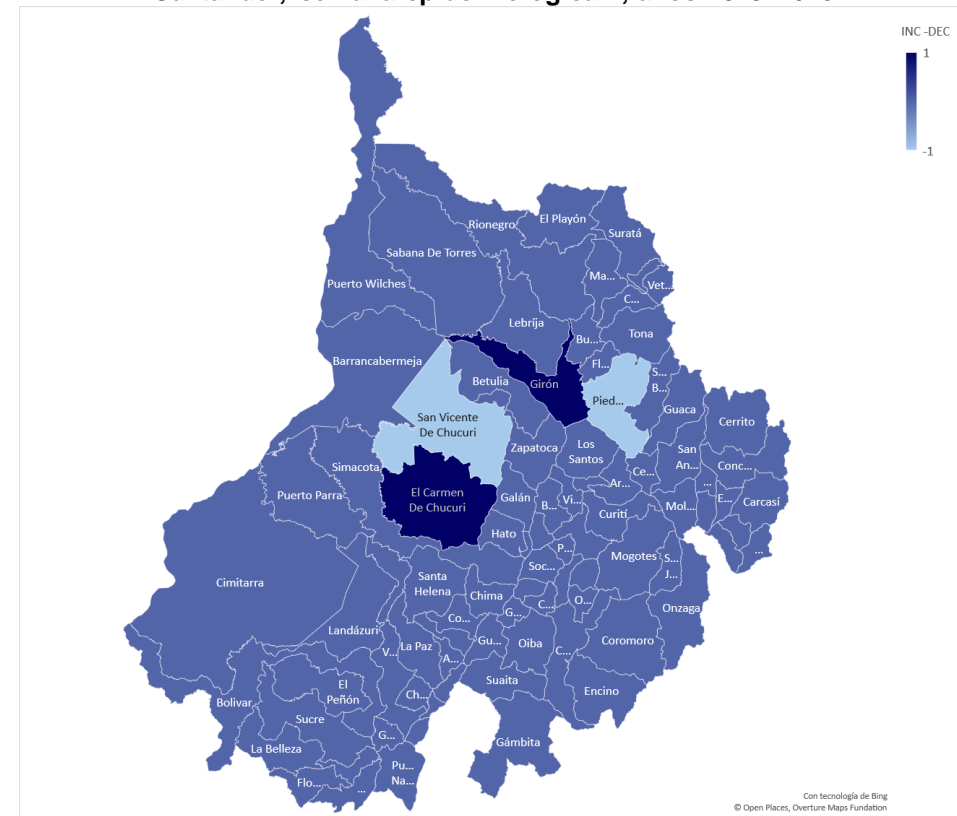 INC -DEC
1
-1
El Playón
Rionegro
Suratá
Sabana De Torres
Ma...
Puerto Wilches
Vet...
C...
Lebrija
Tona
Bu...
Barrancabermeja
Fl...
S...
B...
Betulia
Girón
Pied...
Guaca
San Vicente
De Chucuri
Cerrito
Zapatoca
Los
Santos
San
An...
Simacota
Ce...
Conc...
Ar...
...
Puerto Parra
El Carmen
De Chucuri
Galán
B...
Vi...
E...
Carcasí
Mol...
Curití
Hato
P...
...
Mogotes
S...
J...
Soc...
Cimitarra
Santa
Helena
Chima
C...
O...
G...
Onzaga
Co...
Landázuri
La Paz
V...
A...
Gu...
Oiba
C...
Coromoro
Suaita
El
Peñón
Ch...
Encino
Bolivar
Sucre
G...
Gámbita
La Belleza
Pu...
Na...
Flo...
...
Con tecnología de Bing
© Open Places, Overture Maps Foundation